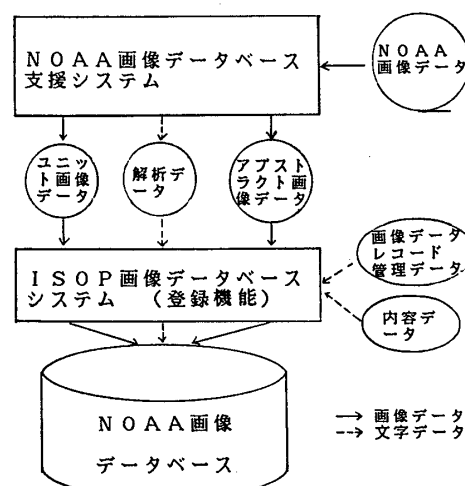 NOAA画像データベース
支援システム
NOAA
画像データ
ユニッ
ト画像
データ
解析デ
ータ
アブスト
ラクト画
像データ
ISOP画像データベース
システム （登録機能）
画像データ
レコード
管理データ
内容デ
ータ
NOAA画像
データベース
→ 画像データ
--→ 文字データ